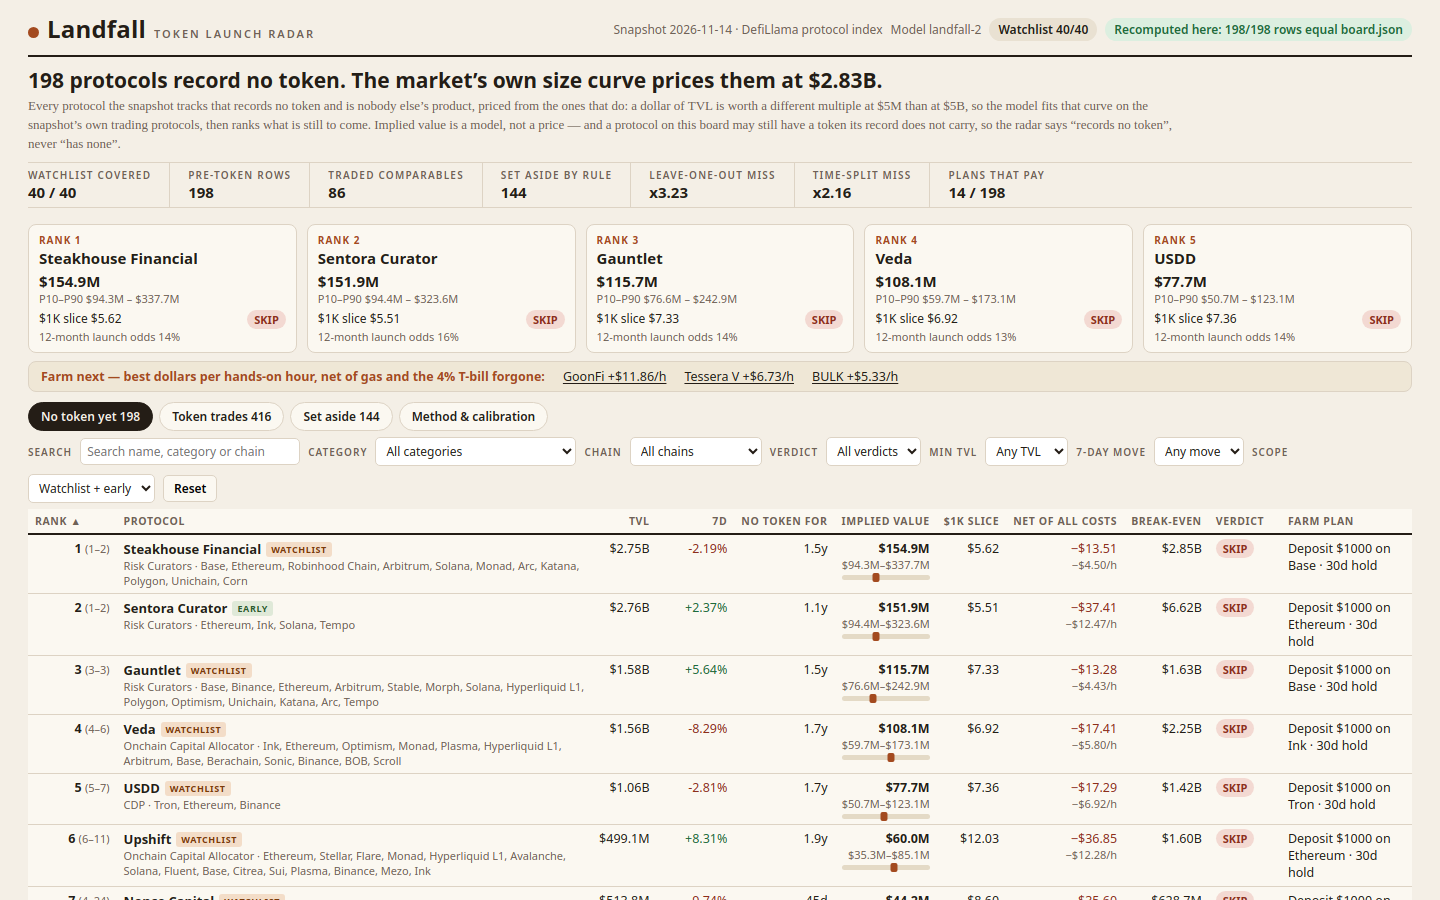 Landfall TOKEN LAUNCH RADAR
Snapshot 2026-11-14 · DefiLlama protocol index Model landfall-2 Watchlist 40/40 Recomputed here: 198/198 rows equal board.json
198 protocols record no token. The market’s own size curve prices them at $2.83B.
Every protocol the snapshot tracks that records no token and is nobody else’s product, priced from the ones that do: a dollar of TVL is worth a different multiple at $5M than at $5B, so the model fits that curve on the
snapshot’s own trading protocols, then ranks what is still to come. Implied value is a model, not a price — and a protocol on this board may still have a token its record does not carry, so the radar says “records no token”,
never “has none”.
WATCHLIST COVERED PRE-TOKEN ROWS TRADED COMPARABLES SET ASIDE BY RULE LEAVE-ONE-OUT MISS TIME-SPLIT MISS PLANS THAT PAY
40 / 40 198 86 144 x3.23 x2.16 14 / 198
RANK 1
Steakhouse Financial
$154.9M
P10–P90 $94.3M – $337.7M
$1K slice $5.62 SKIP
12-month launch odds 14%
RANK 2
Sentora Curator
$151.9M
P10–P90 $94.4M – $323.6M
$1K slice $5.51 SKIP
12-month launch odds 16%
RANK 3
Gauntlet
$115.7M
P10–P90 $76.6M – $242.9M
$1K slice $7.33 SKIP
12-month launch odds 14%
RANK 4
Veda
$108.1M
P10–P90 $59.7M – $173.1M
$1K slice $6.92 SKIP
12-month launch odds 13%
RANK 5
USDD
$77.7M
P10–P90 $50.7M – $123.1M
$1K slice $7.36 SKIP
12-month launch odds 14%
Farm next — best dollars per hands-on hour, net of gas and the 4% T-bill forgone: GoonFi +$11.86/h Tessera V +$6.73/h BULK +$5.33/h
No token yet 198 Token trades 416 Set aside 144 Method & calibration
SEARCH Search name, category or chain CATEGORY All categories CHAIN All chains VERDICT All verdicts MIN TVL Any TVL 7-DAY MOVE Any move SCOPE
Watchlist + early Reset
RANK ▲ PROTOCOL TVL 7D NO TOKEN FOR IMPLIED VALUE $1K SLICE NET OF ALL COSTS BREAK-EVEN VERDICT FARM PLAN
1 (1–2) Steakhouse Financial WATCHLIST $2.75B -2.19% 1.5y $154.9M $5.62 −$13.51 $2.85B SKIP Deposit $1000 on
Risk Curators · Base, Ethereum, Robinhood Chain, Arbitrum, Solana, Monad, Arc, Katana, $94.3M–$337.7M −$4.50/h Base · 30d hold
Polygon, Unichain, Corn
2 (1–2) Sentora Curator EARLY $2.76B +2.37% 1.1y $151.9M $5.51 −$37.41 $6.62B SKIP Deposit $1000 on
Risk Curators · Ethereum, Ink, Solana, Tempo $94.4M–$323.6M −$12.47/h Ethereum · 30d
hold
3 (3–3) Gauntlet WATCHLIST $1.58B +5.64% 1.5y $115.7M $7.33 −$13.28 $1.63B SKIP Deposit $1000 on
Risk Curators · Base, Binance, Ethereum, Arbitrum, Stable, Morph, Solana, Hyperliquid L1, $76.6M–$242.9M −$4.43/h Base · 30d hold
Polygon, Optimism, Unichain, Katana, Arc, Tempo
4 (4–6) Veda WATCHLIST $1.56B -8.29% 1.7y $108.1M $6.92 −$17.41 $2.25B SKIP Deposit $1000 on
Onchain Capital Allocator · Ink, Ethereum, Optimism, Monad, Plasma, Hyperliquid L1, $59.7M–$173.1M −$5.80/h Ink · 30d hold
Arbitrum, Base, Berachain, Sonic, Binance, BOB, Scroll
5 (5–7) USDD WATCHLIST $1.06B -2.81% 1.7y $77.7M $7.36 −$17.29 $1.42B SKIP Deposit $1000 on
CDP · Tron, Ethereum, Binance $50.7M–$123.1M −$6.92/h Tron · 30d hold
6 (6–11) Upshift WATCHLIST $499.1M +8.31% 1.9y $60.0M $12.03 −$36.85 $1.60B SKIP Deposit $1000 on
Onchain Capital Allocator · Ethereum, Stellar, Flare, Monad, Hyperliquid L1, Avalanche, $35.3M–$85.1M −$12.28/h Ethereum · 30d
Solana, Fluent, Base, Citrea, Sui, Plasma, Binance, Mezo, Ink hold